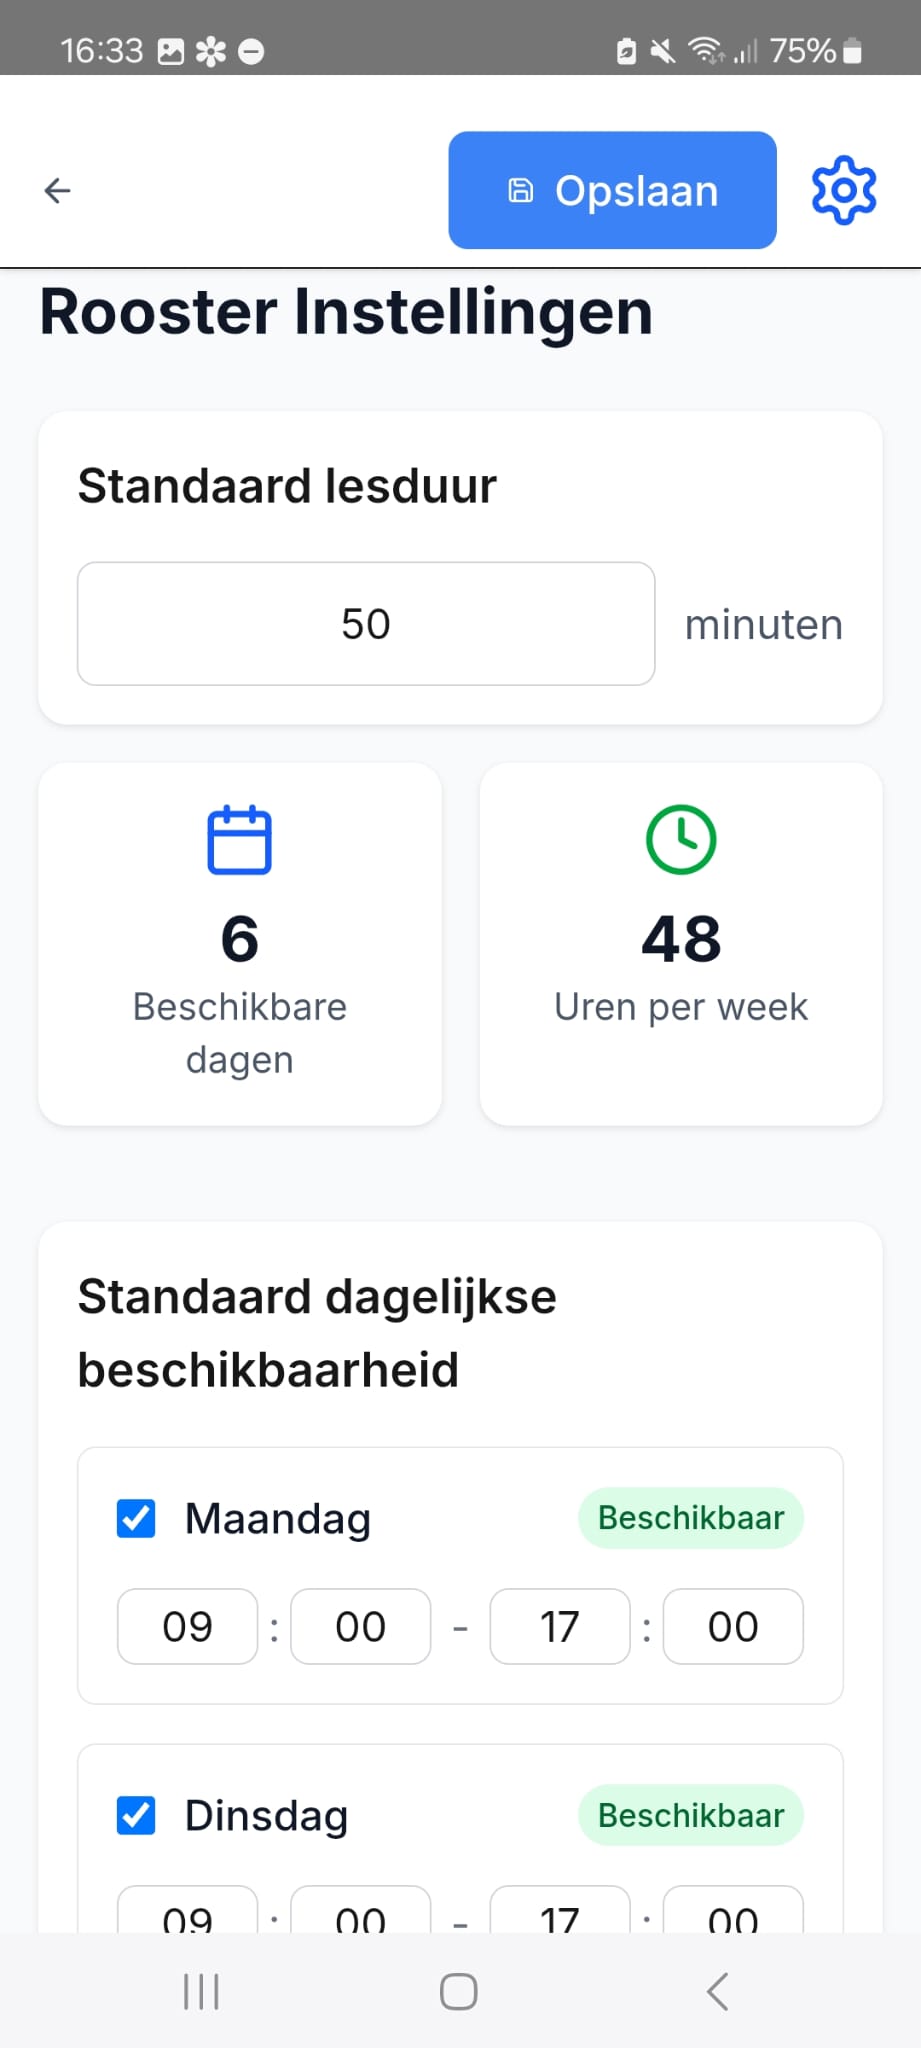 16:33 75%
Opslaan
Rooster Instellingen
Standaard lesduur
50 minuten
6
Beschikbare
dagen
48
Uren per week
Standaard dagelijkse
beschikbaarheid
Maandag Beschikbaar
09 : 00 - 17 : 00
Dinsdag Beschikbaar
09 : 00 - 17 : 00